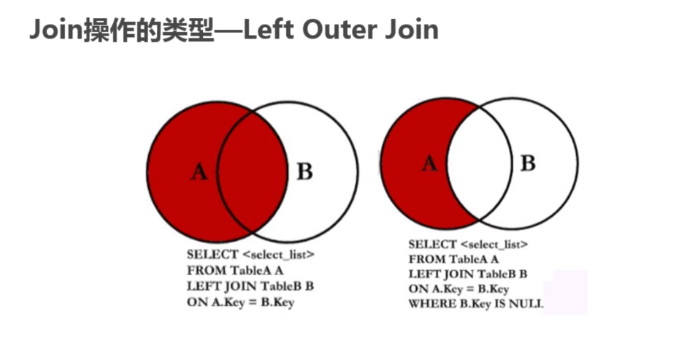 Join操作的类型—Left Outer Join
A
B
SELECT <select_list>
FROM TableA A
LEFT JOIN TableB B
ON A.Key = B.Key
A
B
SELECT <select_list>
FROM TableA A
LEFT JOIN TableB B
ON A.Key = B.Key
WHERE B.Key IS NULL